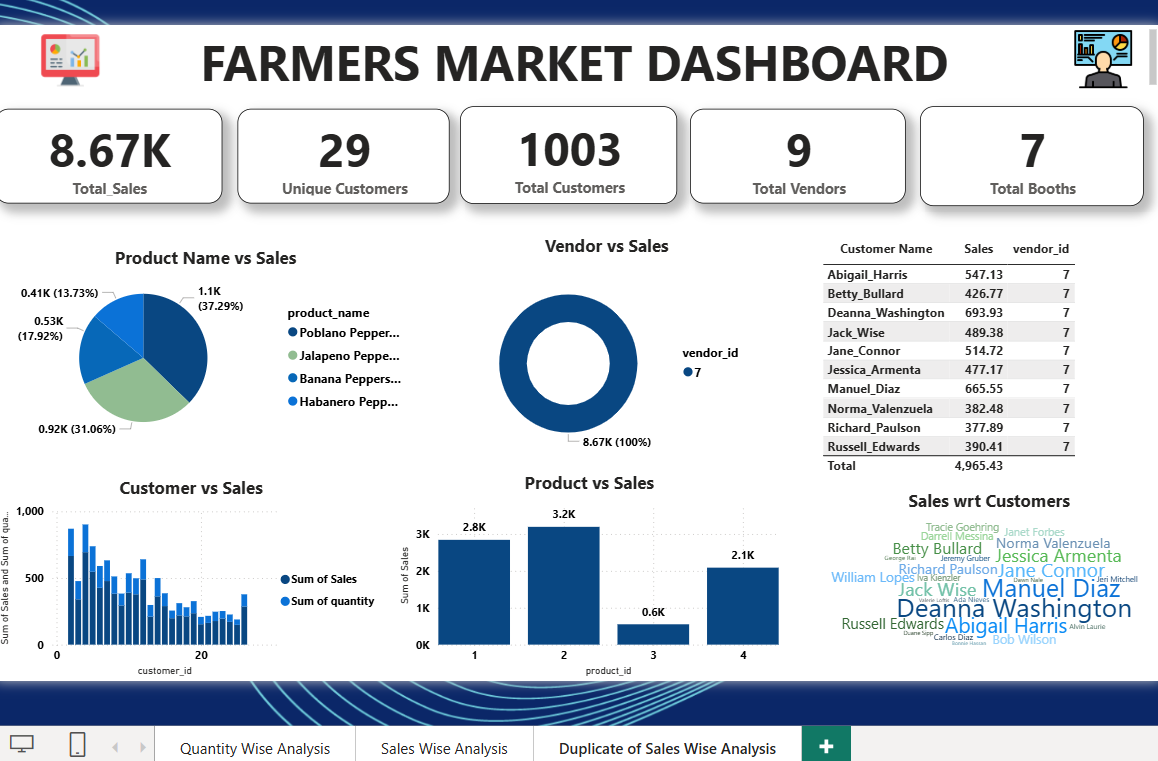 FARMERS MARKET DASHBOARD
8.67K
Total_Sales
29
Unique Customers
1003
Total Customers
9
Total Vendors
7
Total Booths
Product Name vs Sales
0.41K (13.73%)
1.1K
(37.29%)
0.53K
(17.92%)
0.92K (31.06%)
product_name
Poblano Pepper...
Jalapeno Peppe...
Banana Peppers...
Habanero Pepp...
Vendor vs Sales
vendor_id
7
8.67K (100%)
Customer Name Sales vendor_id
Abigail_Harris 547.13 7
Betty_Bullard 426.77 7
Deanna_Washington 693.93 7
Jack_Wise 489.38 7
Jane_Connor 514.72 7
Jessica_Armenta 477.17 7
Manuel_Diaz 665.55 7
Norma_Valenzuela 382.48 7
Richard_Paulson 377.89 7
Russell_Edwards 390.41 7
Total 4,965.43
Customer vs Sales
Sum of Sales and Sum of qua...
1,000
500
0
0 20
customer_id
Sum of Sales
Sum of quantity
Product vs Sales
Sum of Sales
3K
2K
1K
0K
2.8K
3.2K
0.6K
2.1K
1 2 3 4
product_id
Sales wrt Customers
Tracie Goehring
Janet Forbes
Darrell Messina
Norma Valenzuela
Betty Bullard
Jeremy Gruber
Jessica Armenta
George Rai
Richard Paulson
Jane Connor
William Lopes
Iva Kienzler
Dawn Nale
Jeri Mitchell
Jack Wise
Manuel Diaz
Ada Nieves
Deanna Washington
Russell Edwards
Abigail Harris
Alvin Laurie
Duane Sipp
Carlos Diaz
Bob Wilson
Quantity Wise Analysis
Sales Wise Analysis
Duplicate of Sales Wise Analysis
+